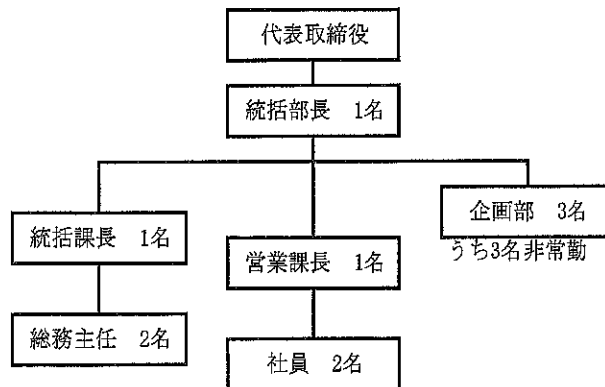 代表取締役
統括部長 1名
企画部 3名
うち3名非常勤
統括課長 1名
営業課長 1名
総務主任 2名
社員 2名